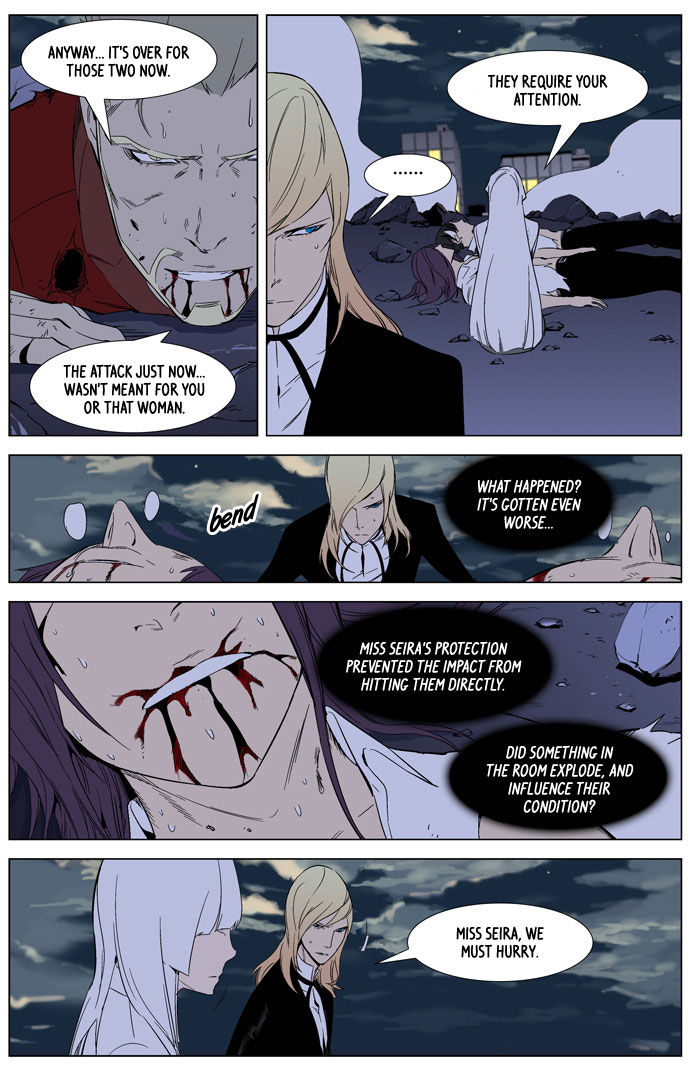 ANYWAY... IT'S OVER FOR
THOSE TWO NOW.
THE ATTACK JUST NOW...
WASN'T MEANT FOR YOU
OR THAT WOMAN.
THEY REQUIRE YOUR
ATTENTION.
......
bend
WHAT HAPPENED?
IT'S GOTTEN EVEN
WORSE...
MISS SEIRA'S PROTECTION
PREVENTED THE IMPACT FROM
HITTING THEM DIRECTLY.
DID SOMETHING IN
THE ROOM EXPLODE, AND
INFLUENCE THEIR
CONDITION?
MISS SEIRA, WE
MUST HURRY.